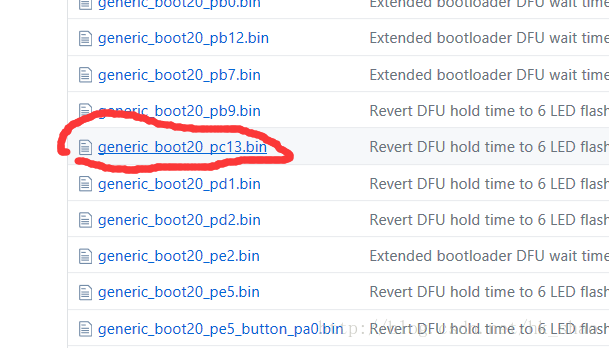 generic_boot20_pb0.bin Extended bootloader DFU wait time
generic_boot20_pb12.bin Extended bootloader DFU wait time
generic_boot20_pb7.bin Extended bootloader DFU wait time
generic_boot20_pb9.bin Revert DFU hold time to 6 LED flash
generic_boot20_pc13.bin Revert DFU hold time to 6 LED flash
generic_boot20_pd1.bin Revert DFU hold time to 6 LED flash
generic_boot20_pd2.bin Revert DFU hold time to 6 LED flash
generic_boot20_pe2.bin Extended bootloader DFU wait time
generic_boot20_pe5.bin Revert DFU hold time to 6 LED flash
generic_boot20_pe5_button_pa0.bin Revert DFU hold time to 6 LED flash